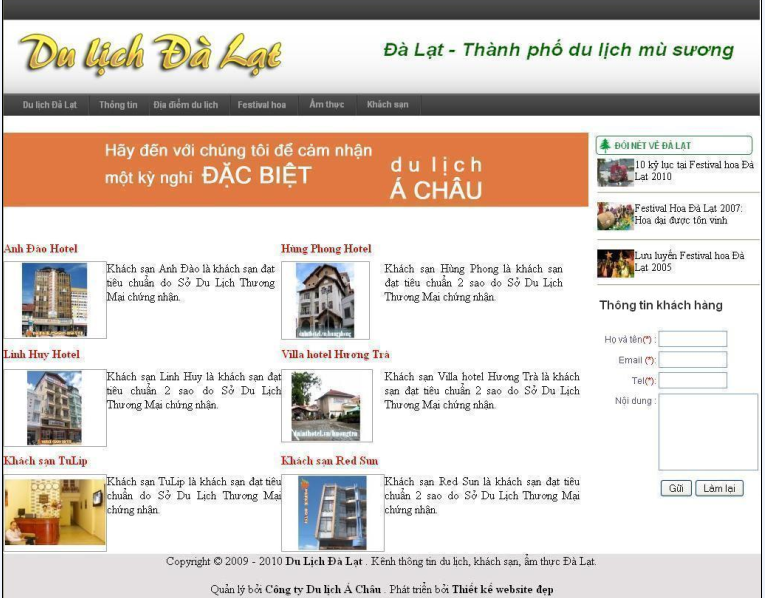 Du lịch Đà Lạt
Đà Lạt - Thành phố du lịch mù sương
Du lịch Đà Lạt Thông tin Địa điểm du lịch Festival hoa Ẩm thực Khách sạn
Hãy đến với chúng tôi để cảm nhận
một kỳ nghỉ ĐẶC BIỆT
du lịch
Á CHÂU
ĐÔI NÉT VỀ ĐÀ LẠT
10 kỷ lục tại Festival hoa Đà
Lạt 2010
Festival Hoa Đà Lạt 2007:
Hoa dại được tôn vinh
Lưu luyến Festival hoa Đà
Lạt 2005
Anh Đào Hotel
Khách sạn Anh Đào là khách sạn đạt
tiêu chuẩn do Sở Du Lịch Thương
Mại chứng nhận.
Hùng Phong Hotel
Khách sạn Hùng Phong là khách sạn
đạt tiêu chuẩn 2 sao do Sở Du Lịch
Thương Mại chứng nhận.
Linh Huy Hotel
Khách sạn Linh Huy là khách sạn đạt
tiêu chuẩn 2 sao do Sở Du Lịch
Thương Mại chứng nhận.
Villa hotel Hương Trà
Khách sạn Villa hotel Hương Trà là khách
sạn đạt tiêu chuẩn 2 sao do Sở Du Lịch
Thương Mại chứng nhận.
Khách sạn TuLip
Khách sạn TuLip là khách sạn đạt tiêu
chuẩn do Sở Du Lịch Thương Mại
chứng nhận.
Khách sạn Red Sun
Khách sạn Red Sun là khách sạn đạt tiêu
chuẩn 2 sao do Sở Du Lịch Thương Mại
chứng nhận.
Thông tin khách hàng
Họ và tên(*) :
Email (*):
Tel(*):
Nội dung :
Gửi Làm lại
Copyright © 2009 - 2010 Du Lịch Đà Lạt . Kênh thông tin du lịch, khách sạn, ẩm thực Đà Lạt.
Quản lý bởi Công ty Du lịch Á Châu . Phát triển bởi Thiết kế website đẹp